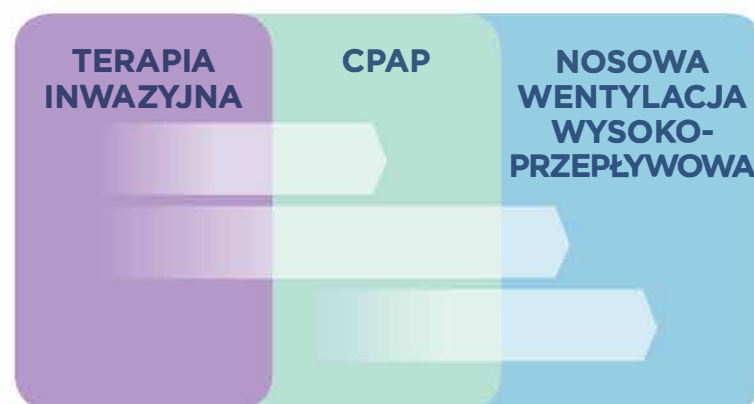 TERAPIA
INWAZYJNA
CPAP
NOSOWA
WENTYLACJA
WYSOKO-
PRZEPŁYWOWA